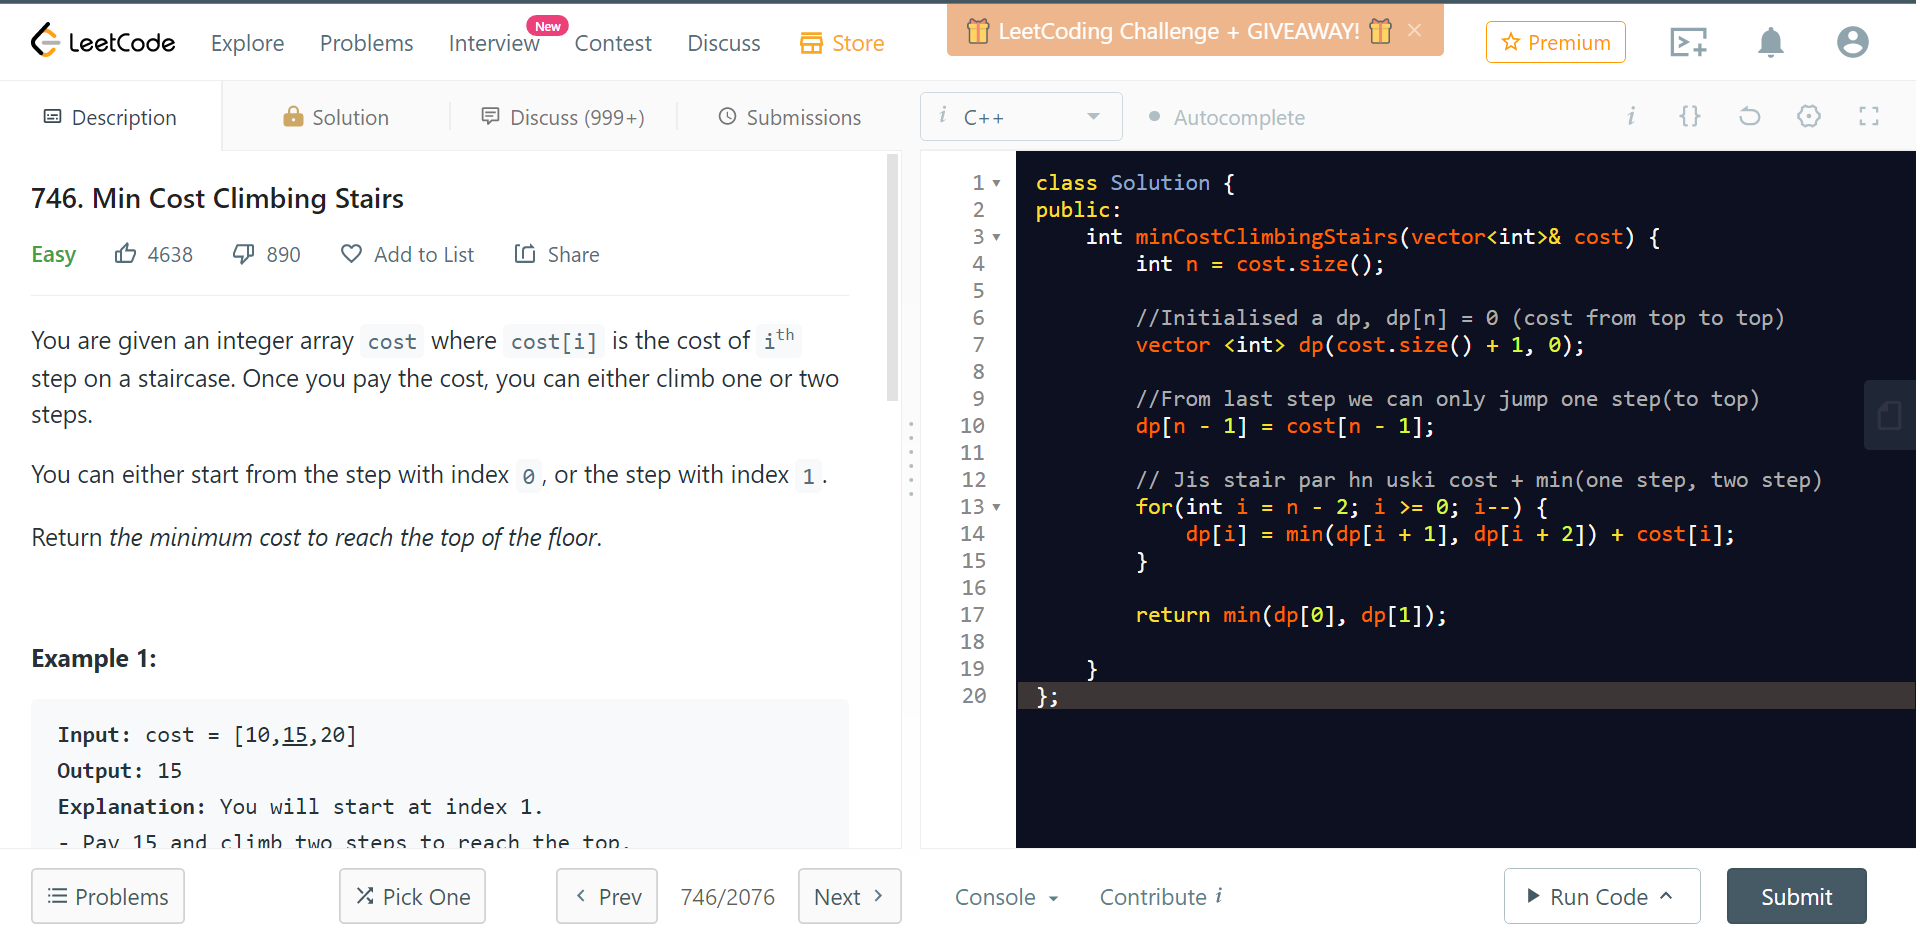 LeetCode Explore Problems Interview New Contest Discuss Store LeetCoding Challenge + GIVEAWAY! × Premium
Description Solution Discuss (999+) Submissions
i C++ Autocomplete i {}
746. Min Cost Climbing Stairs
Easy 4638 890 Add to List Share
You are given an integer array cost where cost[i] is the cost of ith
step on a staircase. Once you pay the cost, you can either climb one or two
steps.
You can either start from the step with index 0, or the step with index 1.
Return the minimum cost to reach the top of the floor.
Example 1:
Input: cost = [10,15,20]
Output: 15
Explanation: You will start at index 1.
- Pay 15 and climb two steps to reach the top.
1 class Solution {
2 public:
3     int minCostClimbingStairs(vector<int>& cost) {
4         int n = cost.size();
5
6         //Initialised a dp, dp[n] = 0 (cost from top to top)
7         vector <int> dp(cost.size() + 1, 0);
8
9         //From last step we can only jump one step(to top)
10         dp[n - 1] = cost[n - 1];
11
12         // Jis stair par hn uski cost + min(one step, two step)
13         for(int i = n - 2; i >= 0; i--) {
14             dp[i] = min(dp[i + 1], dp[i + 2]) + cost[i];
15         }
16
17         return min(dp[0], dp[1]);
18
19     }
20 };
Problems Pick One Prev 746/2076 Next Console Contribute i Run Code Submit